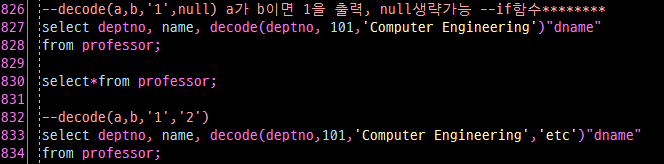 826 --decode(a,b,'1',null) a가 b이면 1을 출력, null생략가능 --if함수********
827 select deptno, name, decode(deptno, 101,'Computer Engineering')"dname"
828 from professor;
829
830 select*from professor;
831
832 --decode(a,b,'1','2')
833 select deptno, name, decode(deptno,101,'Computer Engineering','etc')"dname"
834 from professor;